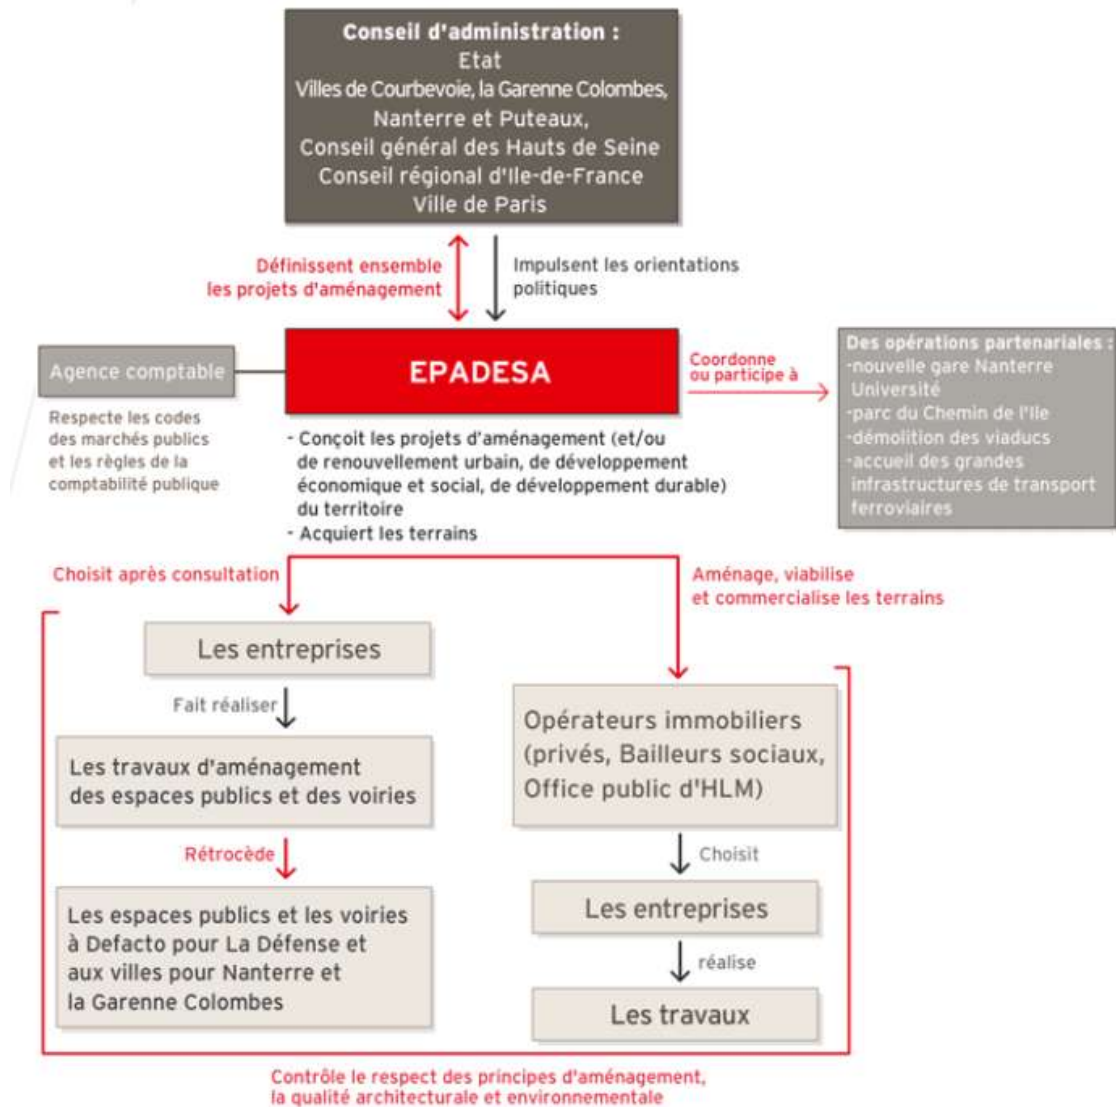 Conseil d'administration :
Etat
Villes de Courbevoie, la Garenne Colombes,
Nanterre et Puteaux,
Conseil général des Hauts de Seine
Conseil régional d'Ile-de-France
Ville de Paris
Définissent ensemble
les projets d'aménagement
Impulsent les orientations
politiques
Agence comptable
Respecte les codes
des marchés publics
et les règles de la
comptabilité publique
EPADESA
- Conçoit les projets d'aménagement (et/ou
de renouvellement urbain, de développement
économique et social, de développement durable)
du territoire
- Acquiert les terrains
Coordonne
ou participe à
Des opérations partenariales :
-nouvelle gare Nanterre
Université
-parc du Chemin de l'Ile
-démolition des viaducs
-accueil des grandes
infrastructures de transport
ferroviaires
Choisit après consultation
Les entreprises
Fait réaliser
Les travaux d'aménagement
des espaces publics et des voiries
Rétrocède
Les espaces publics et les voiries
à Defacto pour La Défense et
aux villes pour Nanterre et
la Garenne Colombes
Aménage, viabilise
et commercialise les terrains
Opérateurs immobiliers
(privés, Bailleurs sociaux,
Office public d'HLM)
Choisit
Les entreprises
réalise
Les travaux
Contrôle le respect des principes d'aménagement,
la qualité architecturale et environnementale